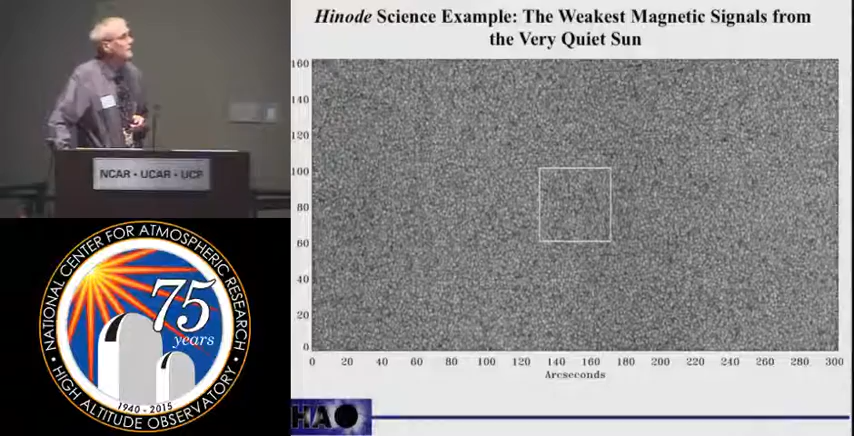 Hinode Science Example: The Weakest Magnetic Signals from
the Very Quiet Sun
160
140
120
100
80
60
40
20
0
0 20 40 60 80 100 120 140 160 180 200 220 240 260 280 300
Arcseconds
NCAR • UCAR • UCP
NATIONAL CENTER FOR ATMOSPHERIC RESEARCH
75
years
1940 - 2015
HIGH ALTITUDE OBSERVATORY
HAO